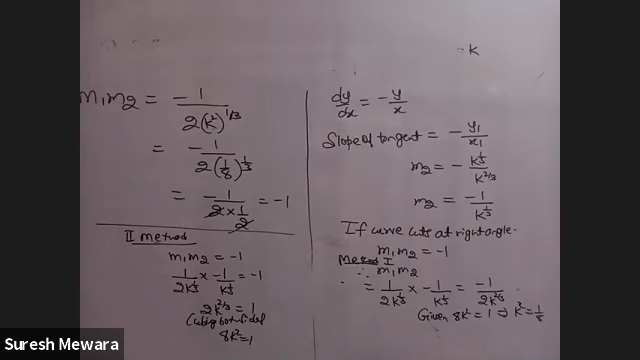 -K
dy/dx = -y/x
Slope of tangent = -y₁/x₁
m₂ = -K^{1/3}/K^{2/3}
m₂ = -1/K^{1/3}
If curve cuts at right angle.
m₁m₂ = -1
Method I
∴ m₁m₂
= 1/2K^{1/3} × -1/K^{1/3} = -1/2K^{2/3}
Given 8K² = 1 ⇒ K² = 1/8
m₁m₂ = -1/2(K²)^{1/3}
= -1/2(1/8)^{1/3}
= -1/2×1/2 = -1
II method
m₁m₂ = -1
1/2K^{1/3} × -1/K^{1/3} = -1
2K^{2/3} = 1
Cubing both sides
8K² = 1
Suresh Mewara